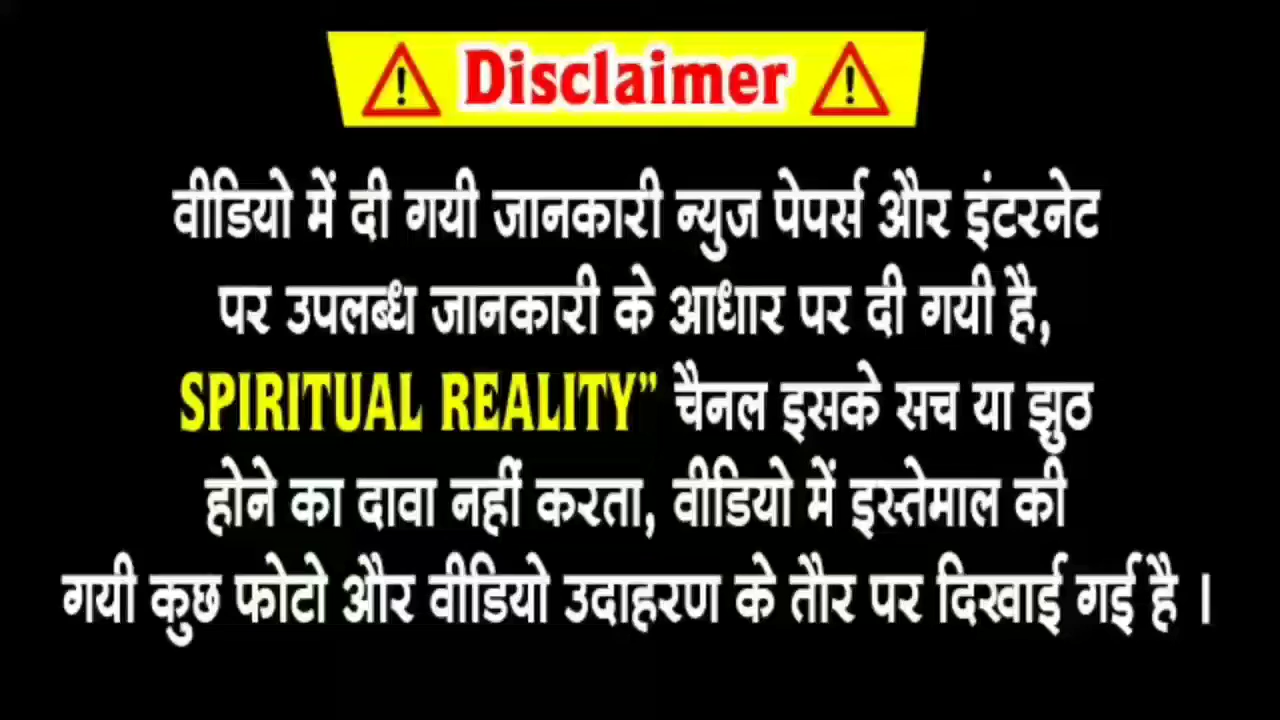 Disclaimer
वीडियो में दी गयी जानकारी न्युज पेपर्स और इंटरनेट
पर उपलब्ध जानकारी के आधार पर दी गयी है,
SPIRITUAL REALITY” चैनल इसके सच या झुठ
होने का दावा नहीं करता, वीडियो में इस्तेमाल की
गयी कुछ फोटो और वीडियो उदाहरण के तौर पर दिखाई गई है ।